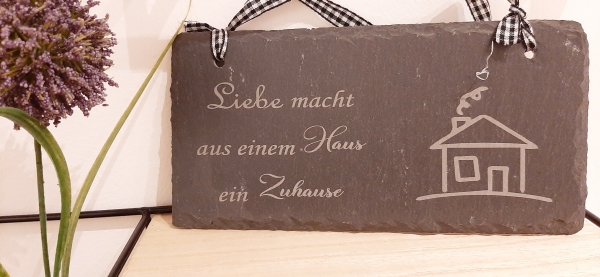 Liebe macht
aus einem Haus
ein Zuhause